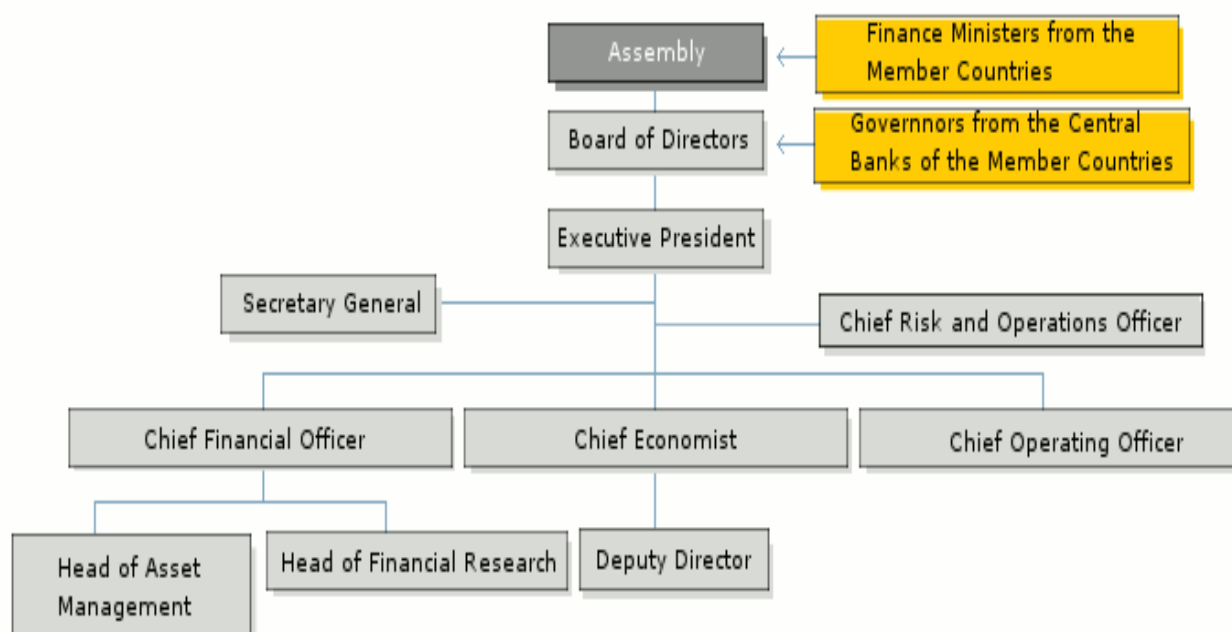 Assembly
Finance Ministers from the
Member Countries
Board of Directors
Governnors from the Central
Banks of the Member Countries
Executive President
Secretary General
Chief Risk and Operations Officer
Chief Financial Officer
Chief Economist
Chief Operating Officer
Head of Asset
Management
Head of Financial Research
Deputy Director